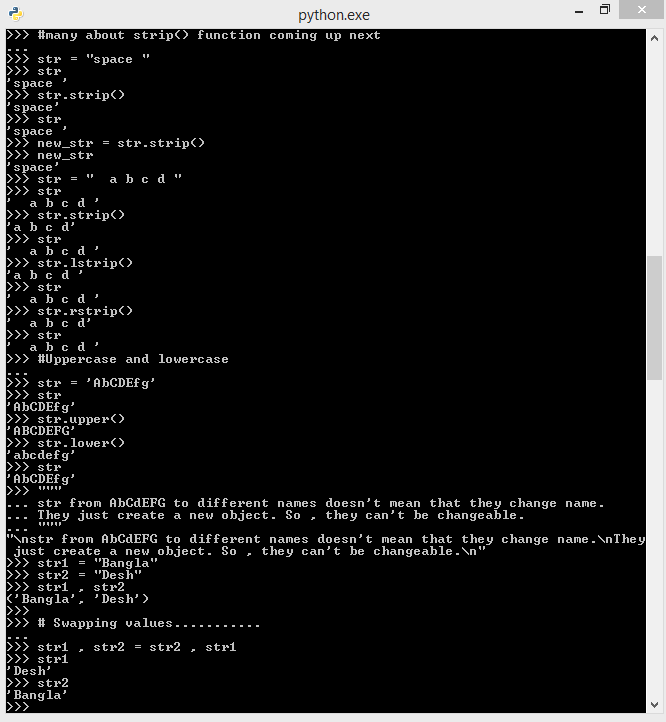 python.exe
>>> #many about strip() function coming up next
...
>>> str = "space "
>>> str
'space '
>>> str.strip()
'space'
>>> str
'space '
>>> new_str = str.strip()
>>> new_str
'space'
>>> str = "  a b c d "
>>> str
'  a b c d '
>>> str.strip()
'a b c d'
>>> str
'  a b c d '
>>> str.lstrip()
'a b c d '
>>> str
'  a b c d '
>>> str.rstrip()
'  a b c d'
>>> str
'  a b c d '
>>> #Uppercase and lowercase
...
>>> str = 'AbCDEfg'
>>> str
'AbCDEfg'
>>> str.upper()
'ABCDEFG'
>>> str.lower()
'abcdefg'
>>> str
'AbCDEfg'
>>> """
... str from AbCdEFG to different names doesn't mean that they change name.
... They just create a new object. So , they can't be changeable.
... """
"\nstr from AbCdEFG to different names doesn't mean that they change name.\nThey
 just create a new object. So , they can't be changeable.\n"
>>> str1 = "Bangla"
>>> str2 = "Desh"
>>> str1 , str2
('Bangla', 'Desh')
>>>
>>> # Swapping values...........
...
>>> str1 , str2 = str2 , str1
>>> str1
'Desh'
>>> str2
'Bangla'
>>>